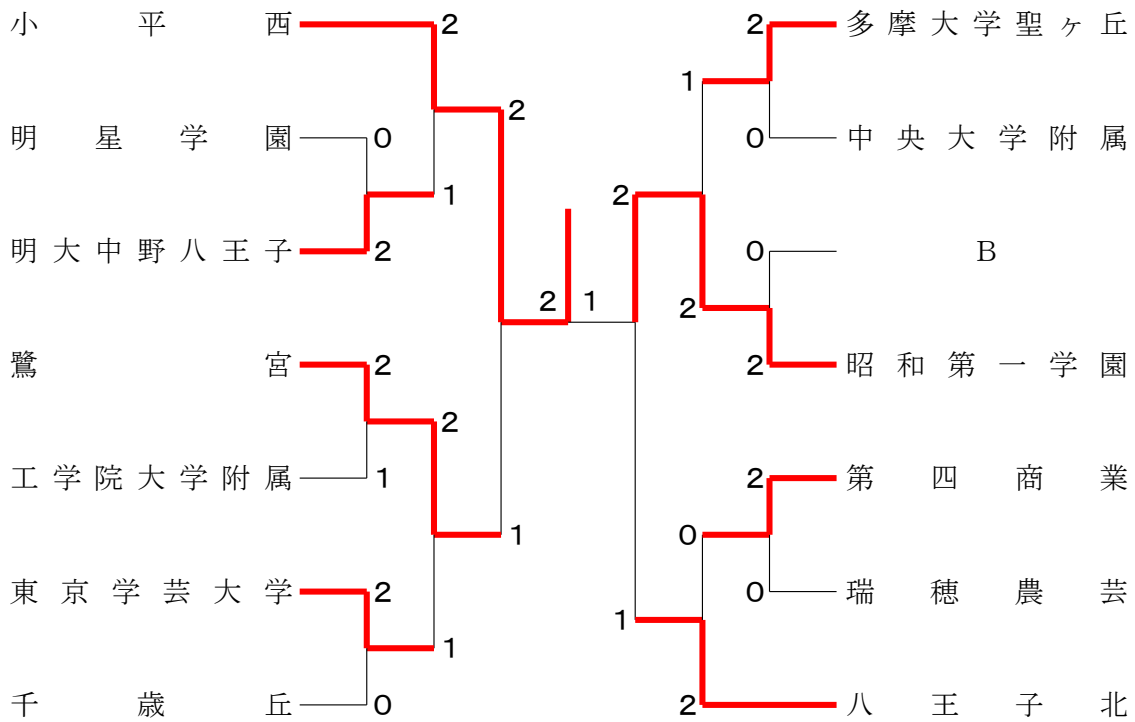 小平西 2 2 多摩大学聖ヶ丘
1
2
明星学園 0 0 中央大学附属
1 2
明大中野八王子 2 0 B
2 1 2
鷺宮 2 2 昭和第一学園
2
工学院大学附属 1 2 第四商業
1 0
東京学芸大学 2 0 瑞穂農芸
1 1
千歳丘 0 2 八王子北